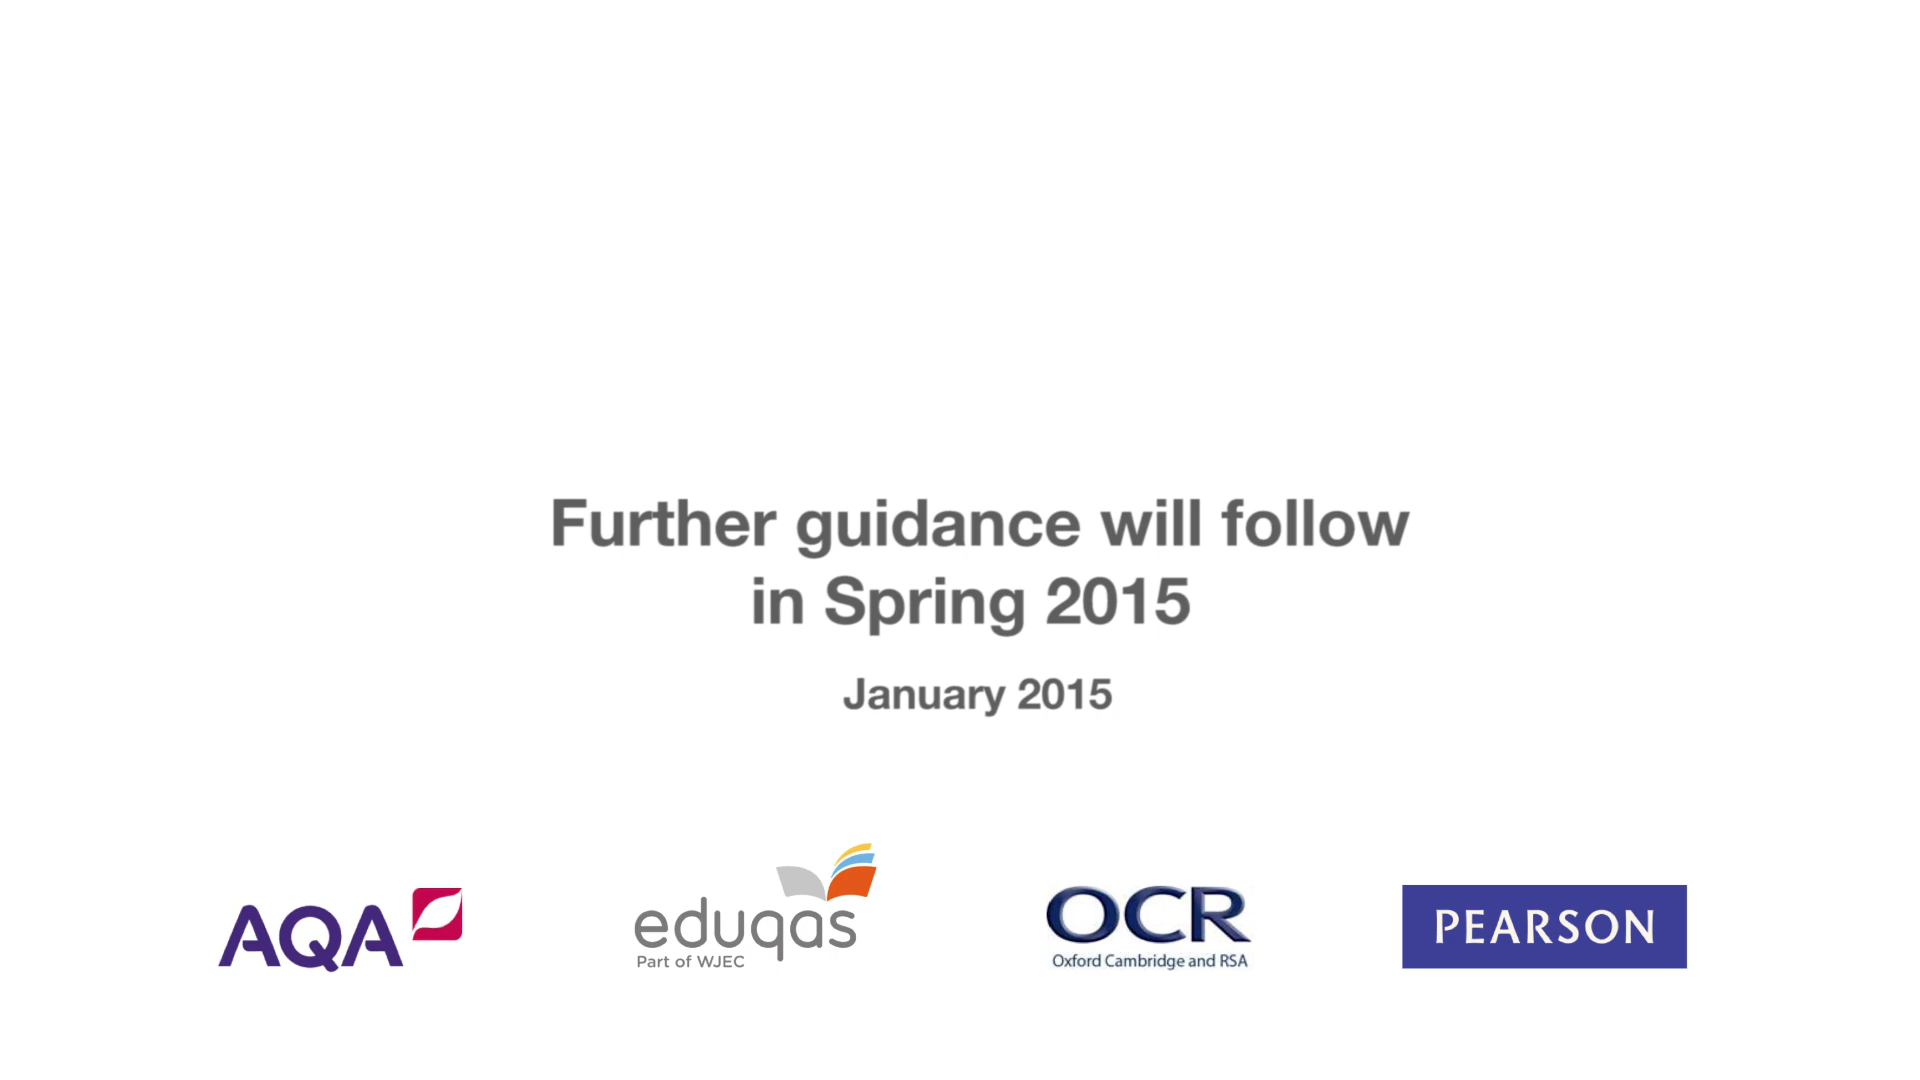 Further guidance will follow
in Spring 2015
January 2015
AQA
eduqas
Part of WJEC
OCR
Oxford Cambridge and RSA
PEARSON